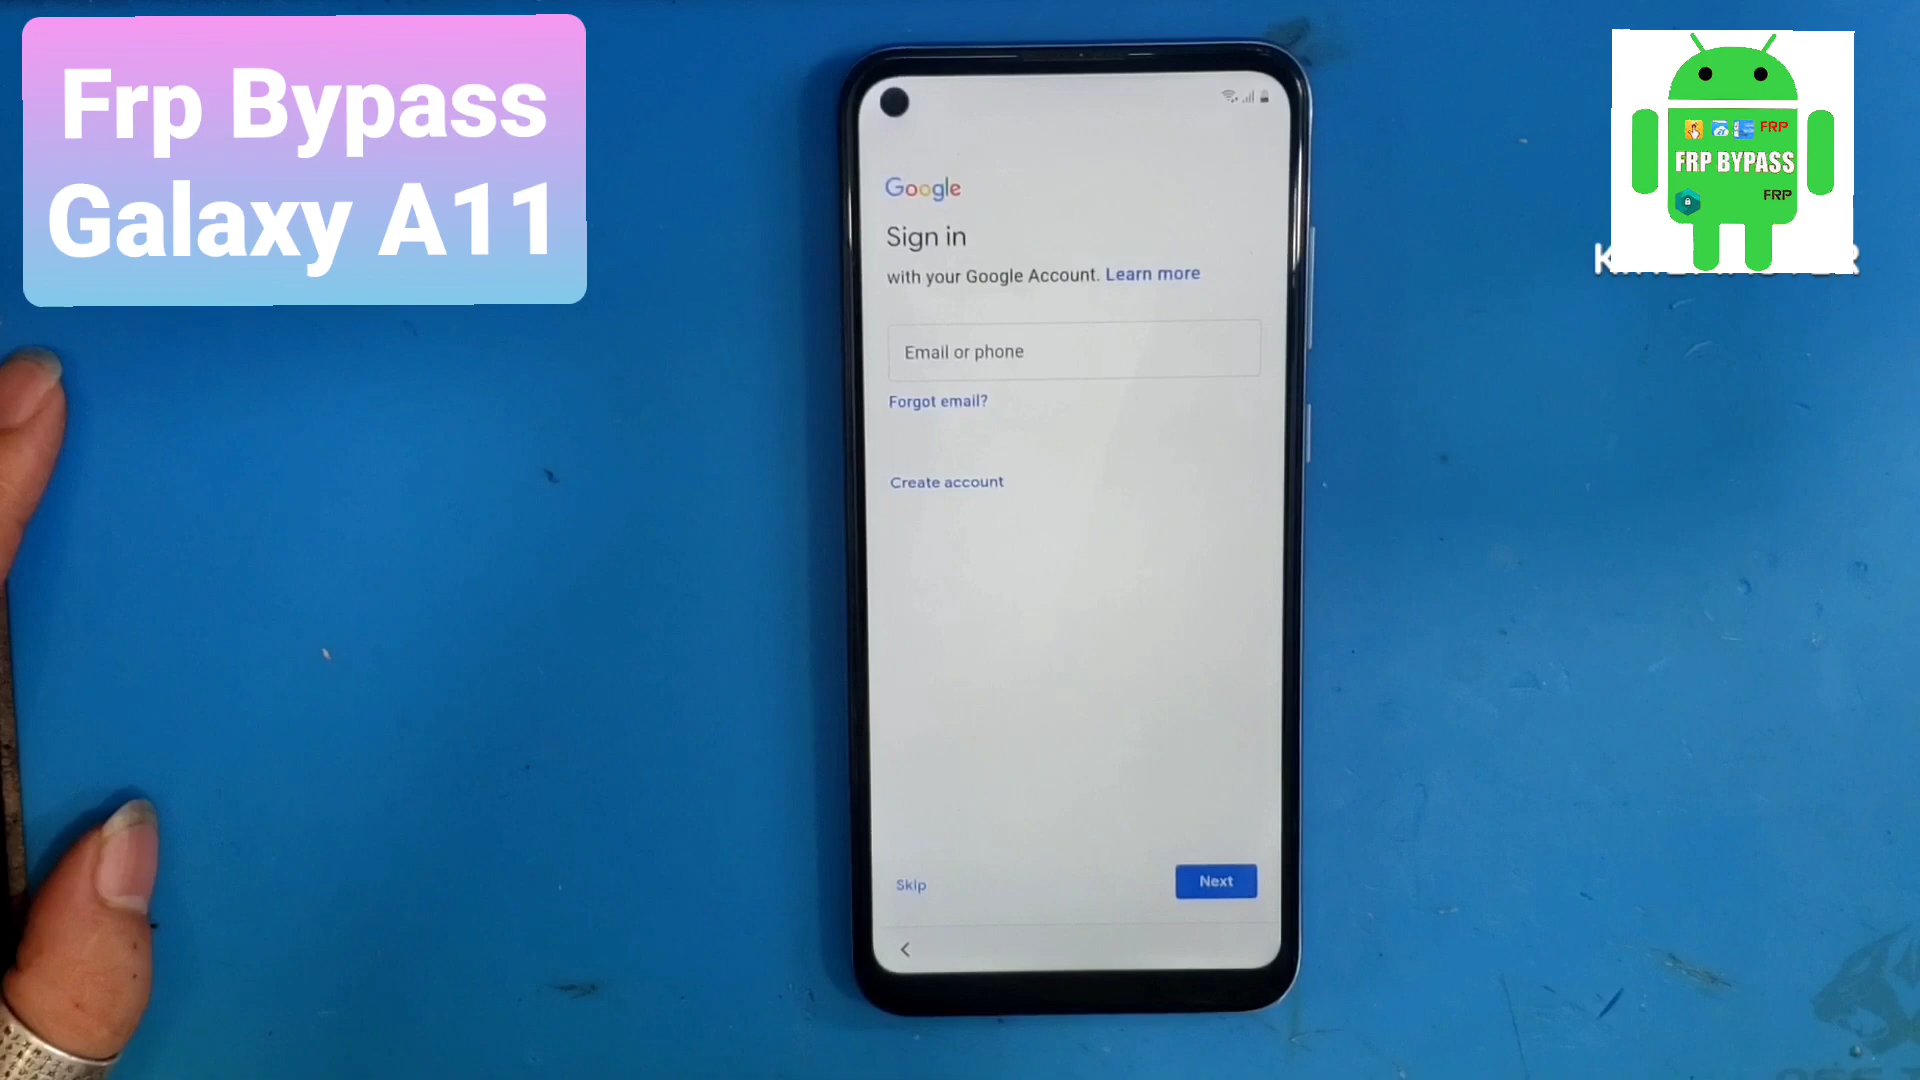 Frp Bypass
Galaxy A11
FRP
FRP BYPASS
FRP
Google
Sign in
with your Google Account. Learn more
Email or phone
Forgot email?
Create account
Skip
Next